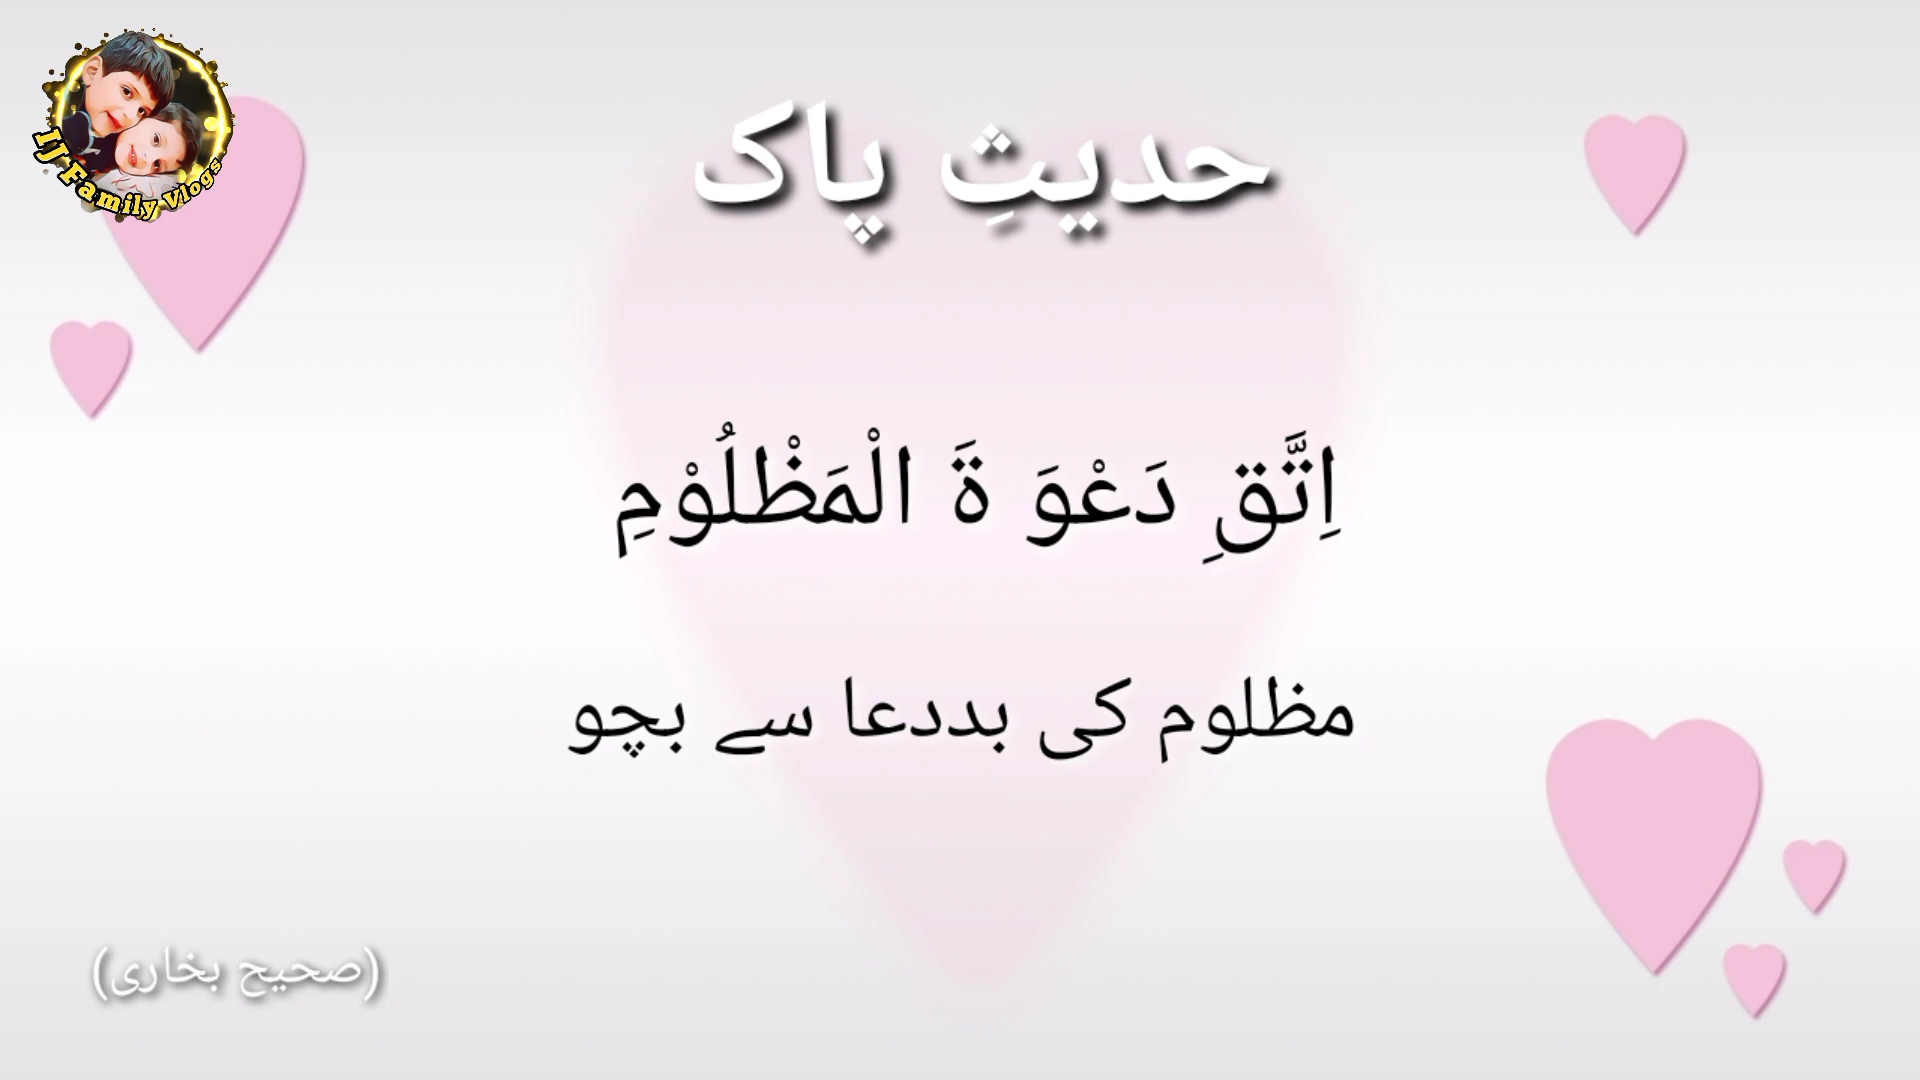 IJ Family Vlogs
حدیثِ پاک
اِتَّقِ دَعْوَ ةَ الْمَظْلُوْمِ
مظلوم کی بددعا سے بچو
(صحیح بخاری)